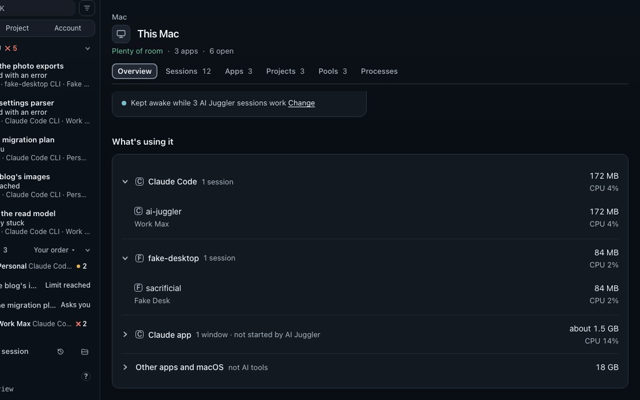 K
Project Account
5
the photo exports
d with an error
· fake-desktop CLI · Fake ...
settings parser
d with an error
· Claude Code CLI · Work ...
migration plan
u
· Claude Code CLI · Pers...
blog's images
ached
· Claude Code CLI · Pers...
the read model
y stuck
· Claude Code CLI · Work ...
3 Your order
Personal Claude Cod... 2
e blog's i... Limit reached
he migration pl... Asks you
Work Max Claude Co... 2
session
?
view
Mac
This Mac
Plenty of room · 3 apps · 6 open
Overview Sessions 12 Apps 3 Projects 3 Pools 3 Processes
Kept awake while 3 AI Juggler sessions work Change
What's using it
C Claude Code 1 session 172 MB
CPU 4%
C ai-juggler 172 MB
Work Max CPU 4%
F fake-desktop 1 session 84 MB
CPU 2%
F sacrificial 84 MB
Fake Desk CPU 2%
C Claude app 1 window · not started by AI Juggler about 1.5 GB
CPU 14%
Other apps and macOS not AI tools 18 GB